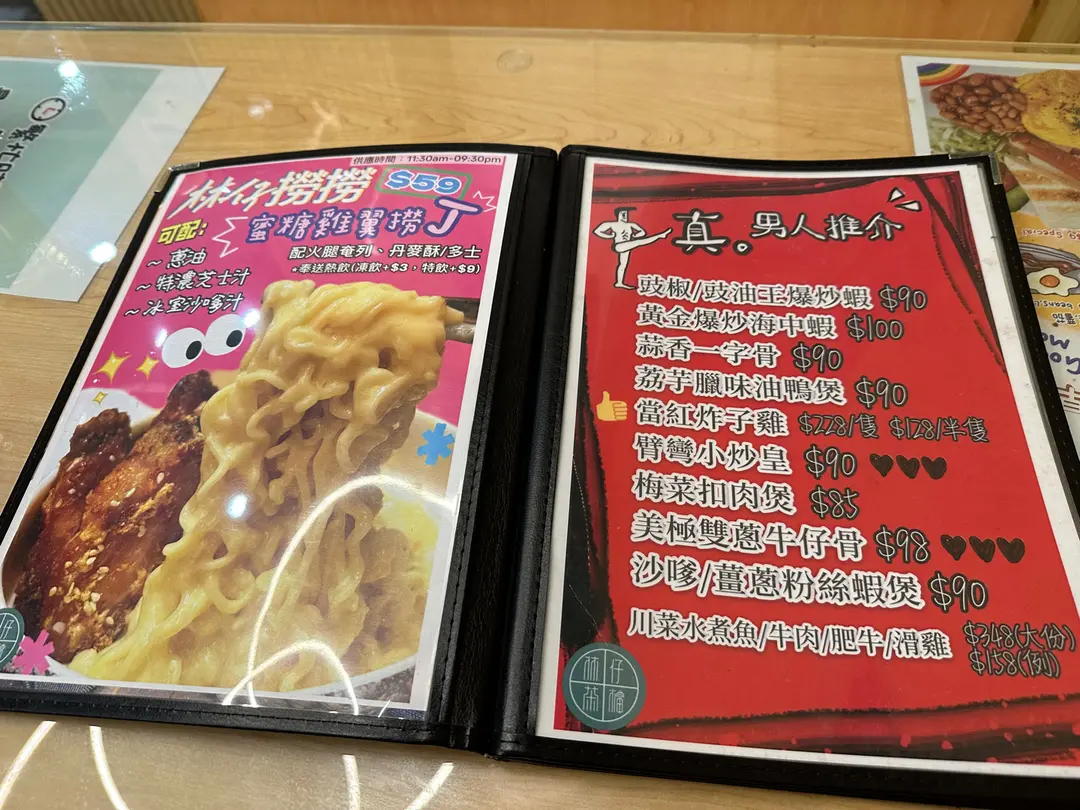 供應時間：11:30am-09:30pm
林仔撈撈 $59
可配:
蜜糖雞翼撈J
~ 蔥油
~ 特濃芝士汁
~ 冰室沙嗲汁
配火腿奄列、丹麥酥/多士
*奉送熱飲(凍飲+$3，特飲+$9)
真。男人推介
豉椒/豉油王爆炒蝦 $90
黃金爆炒海中蝦 $100
蒜香一字骨 $90
荔芋臘味油鴨煲 $90
當紅炸子雞 $228/隻 $128/半隻
臂彎小炒皇 $90
梅菜扣肉煲 $85
美極雙蔥牛仔骨 $98
沙嗲/薑蔥粉絲蝦煲 $90
川菜水煮魚/牛肉/肥牛/滑雞 $348(大份)
$158(例)